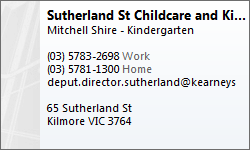 Sutherland St Childcare and Ki...
Mitchell Shire - Kindergarten
(03) 5783-2698 Work
(03) 5781-1300 Home
deput.director.sutherland@kearneys
65 Sutherland St
Kilmore VIC 3764